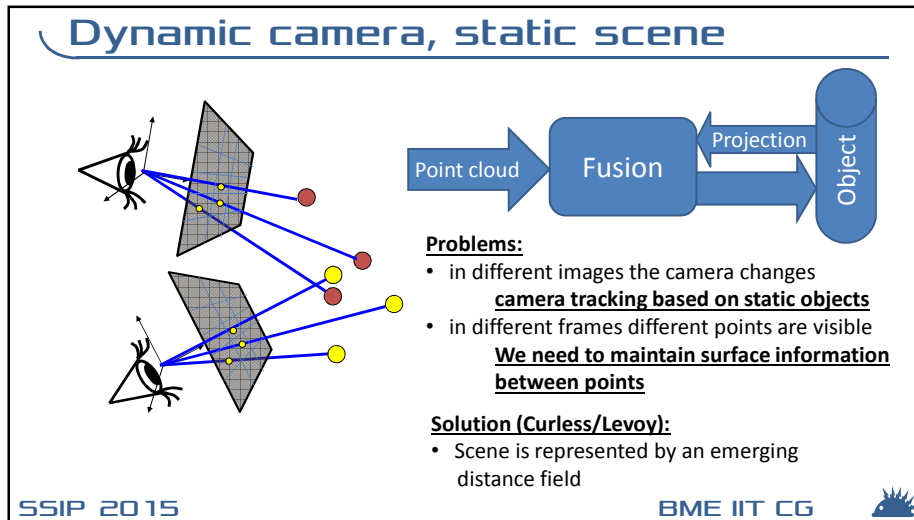 Dynamic camera, static scene
Point cloud
Fusion
Projection
Object
Problems:
• in different images the camera changes
camera tracking based on static objects
• in different frames different points are visible
We need to maintain surface information
between points
Solution (Curless/Levoy):
• Scene is represented by an emerging
distance field
SSIP 2015
BME IIT CG